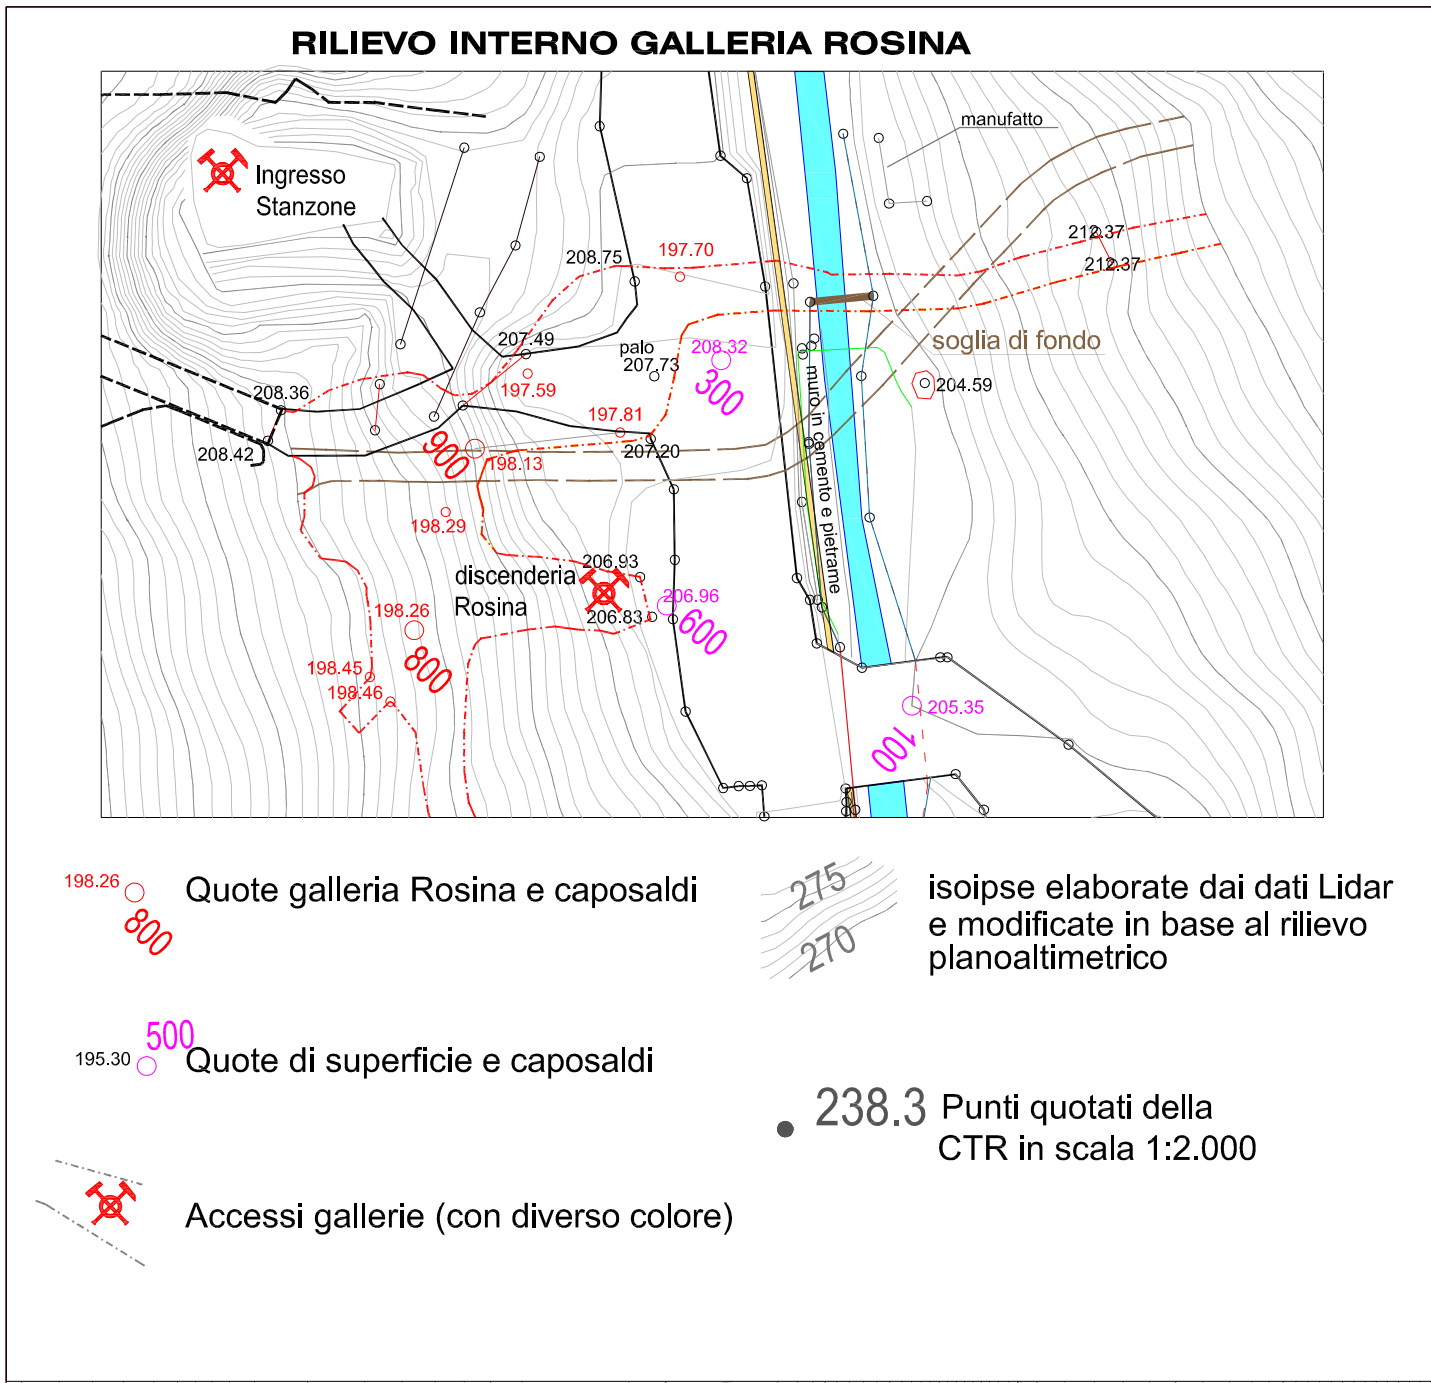 RILIEVO INTERNO GALLERIA ROSINA
manufatto
Ingresso
Stanzone
212.37
212.37
208.75
197.70
207.49
palo
207.73
208.32
300
soglia di fondo
197.59
204.59
208.36
197.81
muro in cemento e pietrame
208.42
900
198.13
207.20
198.29
206.93
discenderia
Rosina
206.96
206.83
600
198.26
800
198.45
198.46
205.35
100
198.26
800
Quote galleria Rosina e caposaldi
275
270
isoipse elaborate dai dati Lidar
e modificate in base al rilievo
planoaltimetrico
500
195.30
Quote di superficie e caposaldi
238.3
Punti quotati della
CTR in scala 1:2.000
Accessi gallerie (con diverso colore)